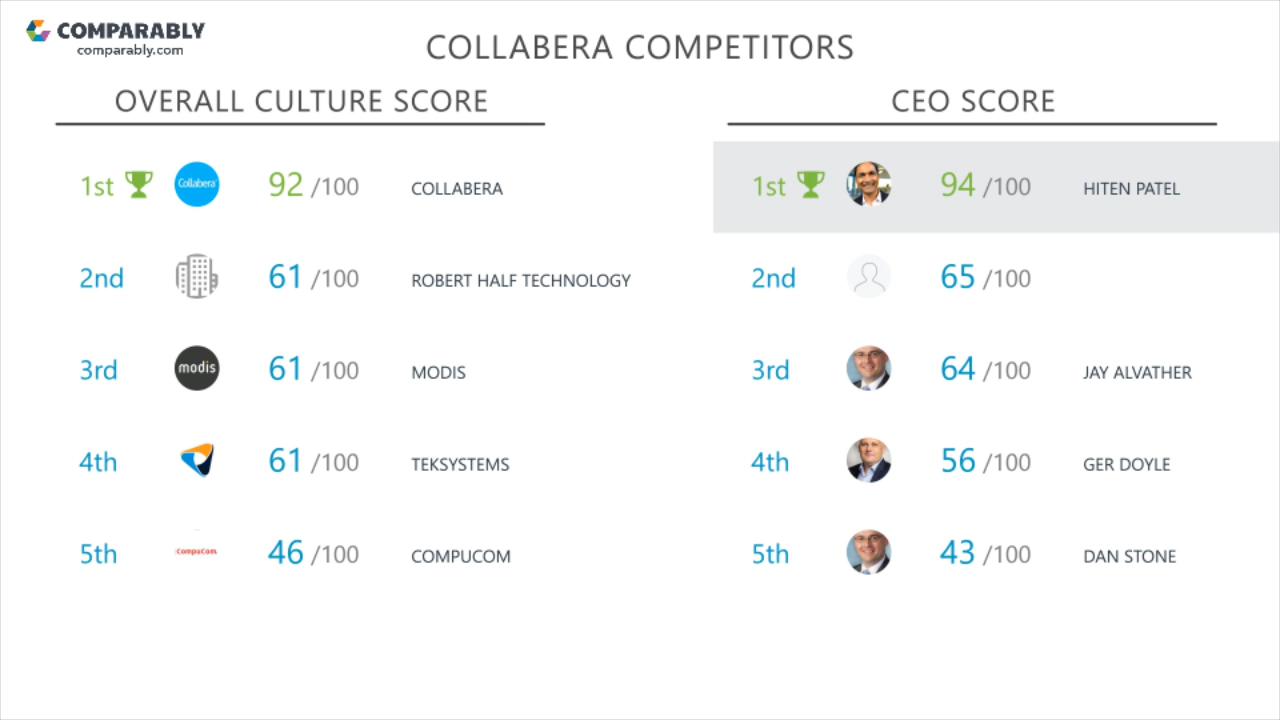 COMPARABLY
comparably.com
COLLABERA COMPETITORS
OVERALL CULTURE SCORE
1st Collabera 92 /100 COLLABERA
2nd 61 /100 ROBERT HALF TECHNOLOGY
3rd modis 61 /100 MODIS
4th 61 /100 TEKSYSTEMS
5th CompuCom 46 /100 COMPUCOM
CEO SCORE
1st 94 /100 HITEN PATEL
2nd 65 /100
3rd 64 /100 JAY ALVATHER
4th 56 /100 GER DOYLE
5th 43 /100 DAN STONE